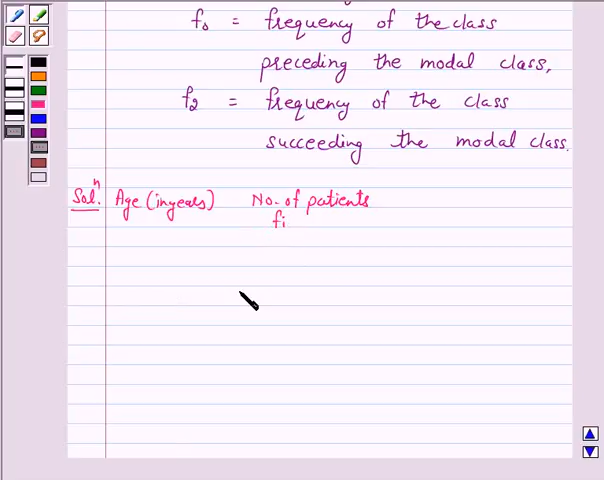 f₀ = frequency of the class
preceding the modal class,
f₂ = frequency of the class
succeeding the modal class.
Solⁿ. Age (in years) No. of patients
fi